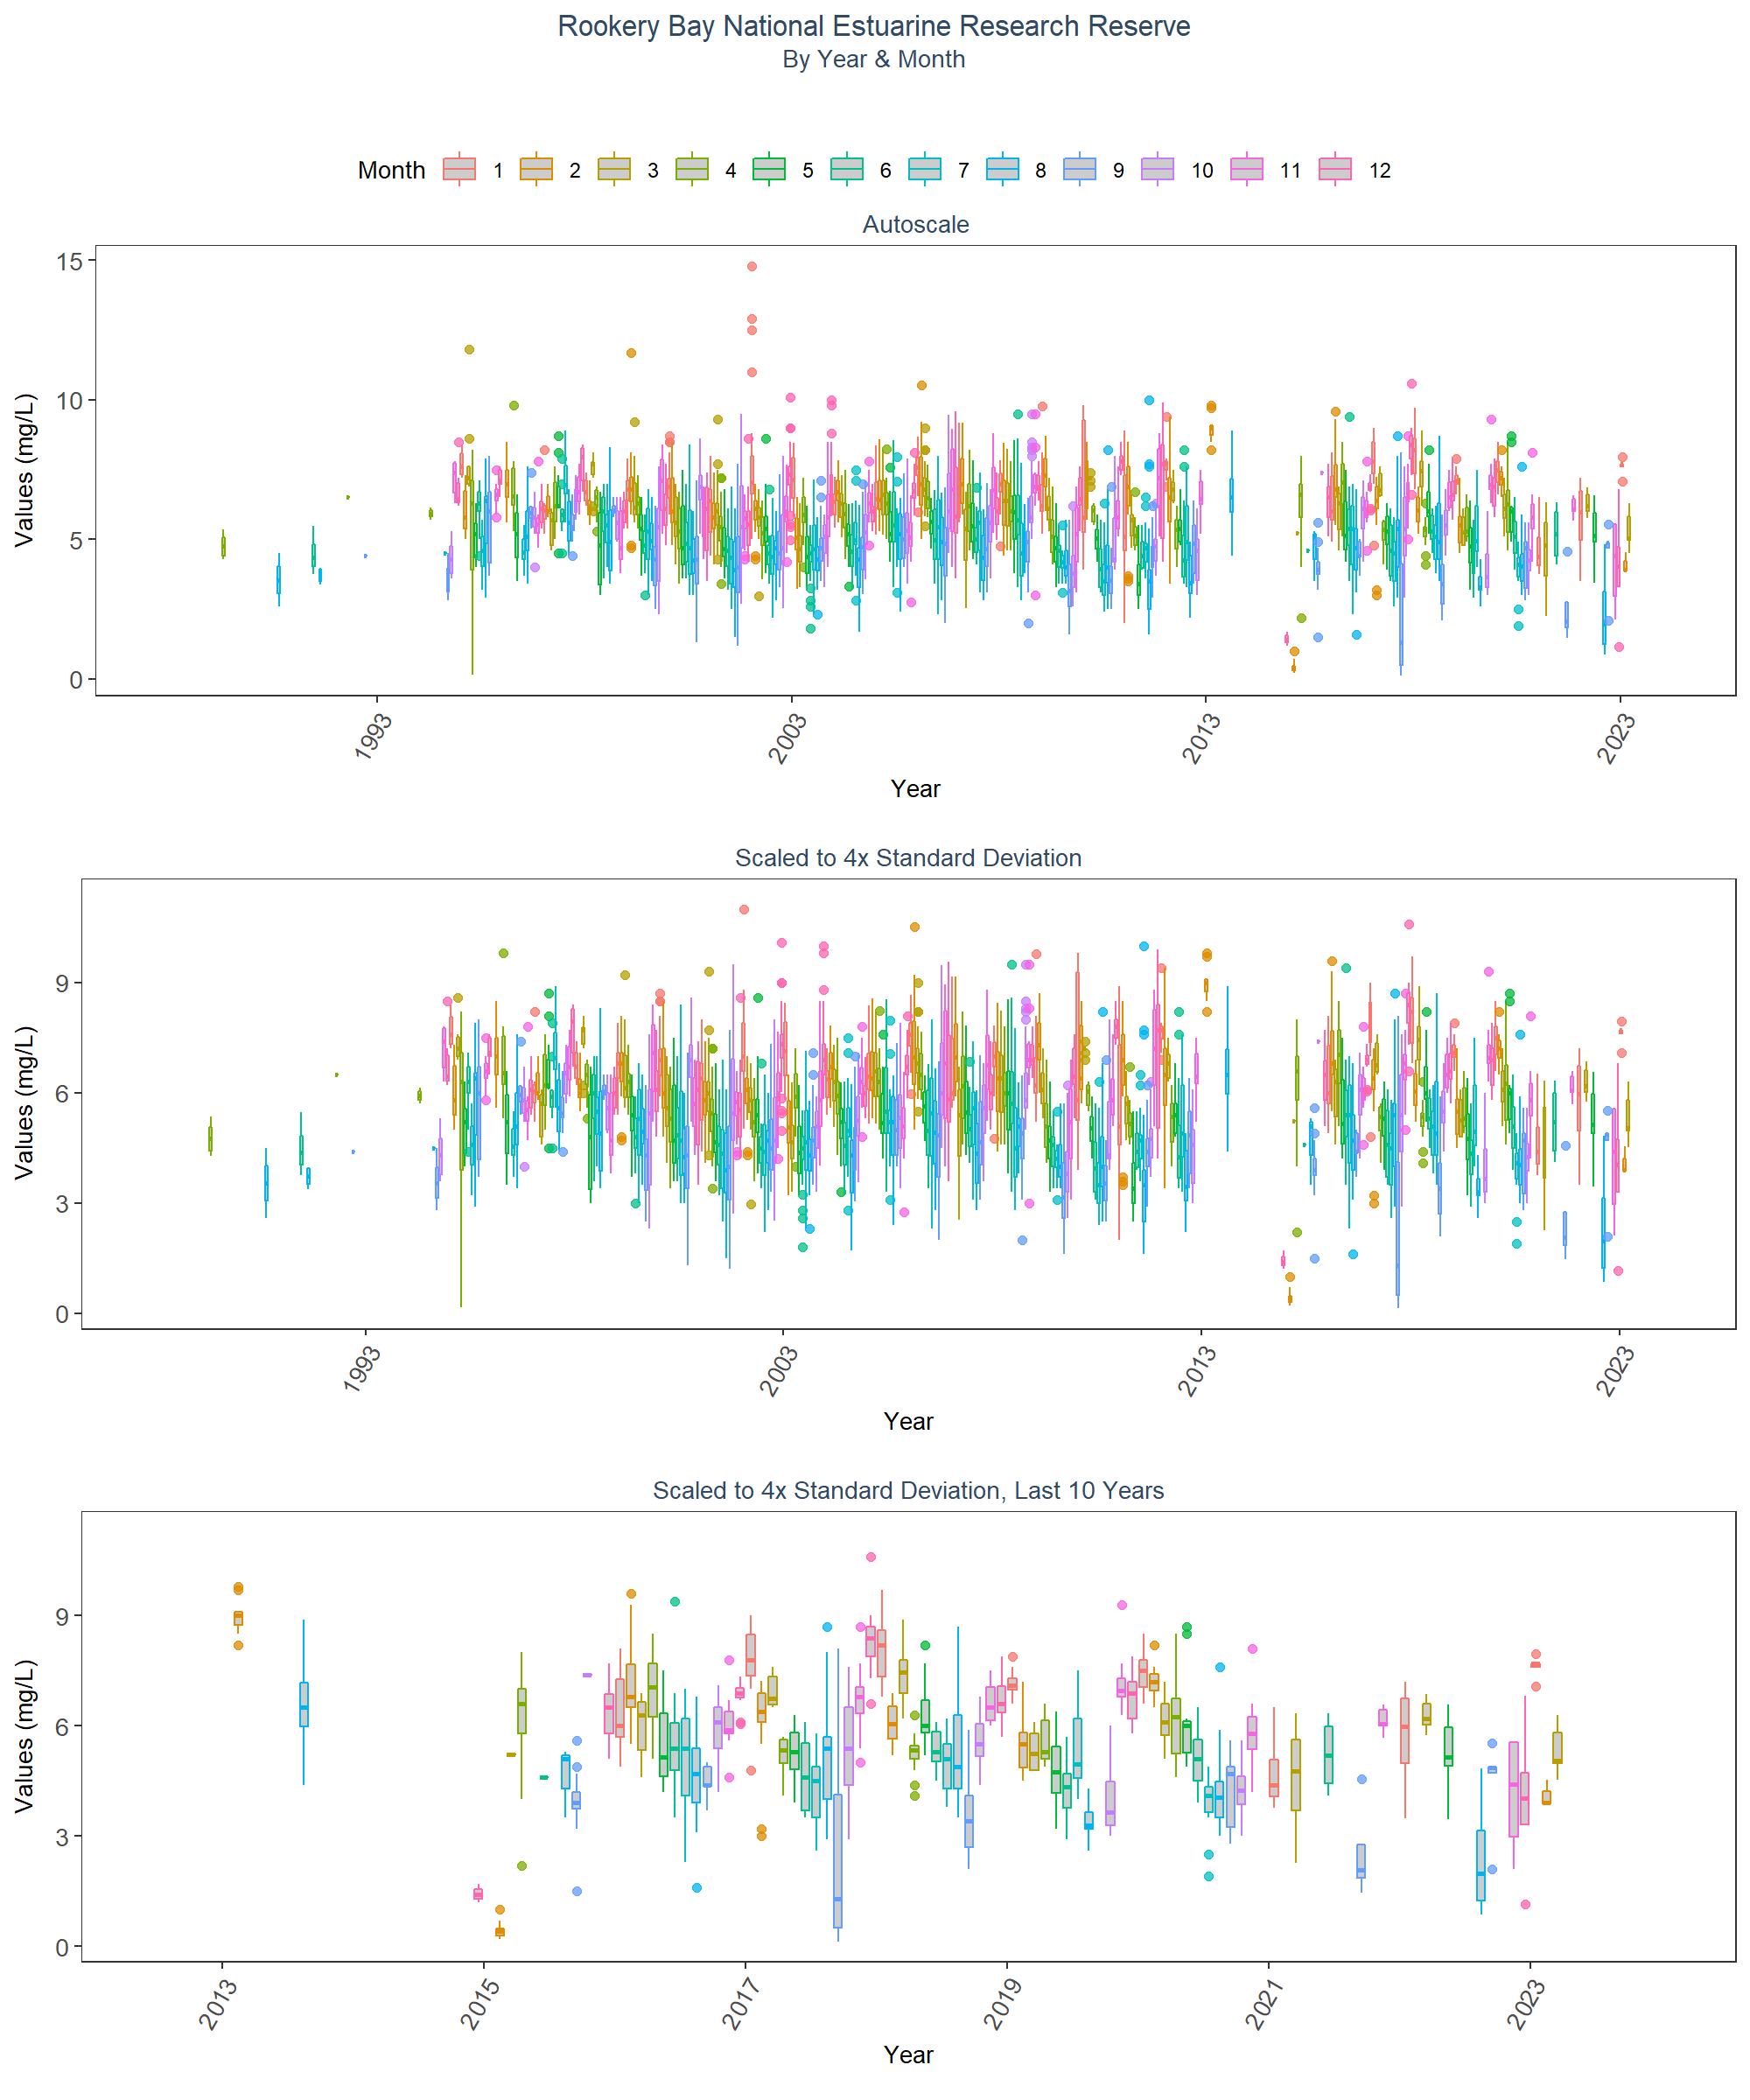 Rookery Bay National Estuarine Research Reserve
By Year & Month
Month 1 2 3 4 5 6 7 8 9 10 11 12
Autoscale
Values (mg/L)
15
10
5
0
1993 2003 2013 2023
Year
Scaled to 4x Standard Deviation
Values (mg/L)
9
6
3
0
1993 2003 2013 2023
Year
Scaled to 4x Standard Deviation, Last 10 Years
Values (mg/L)
9
6
3
0
2013 2015 2017 2019 2021 2023
Year